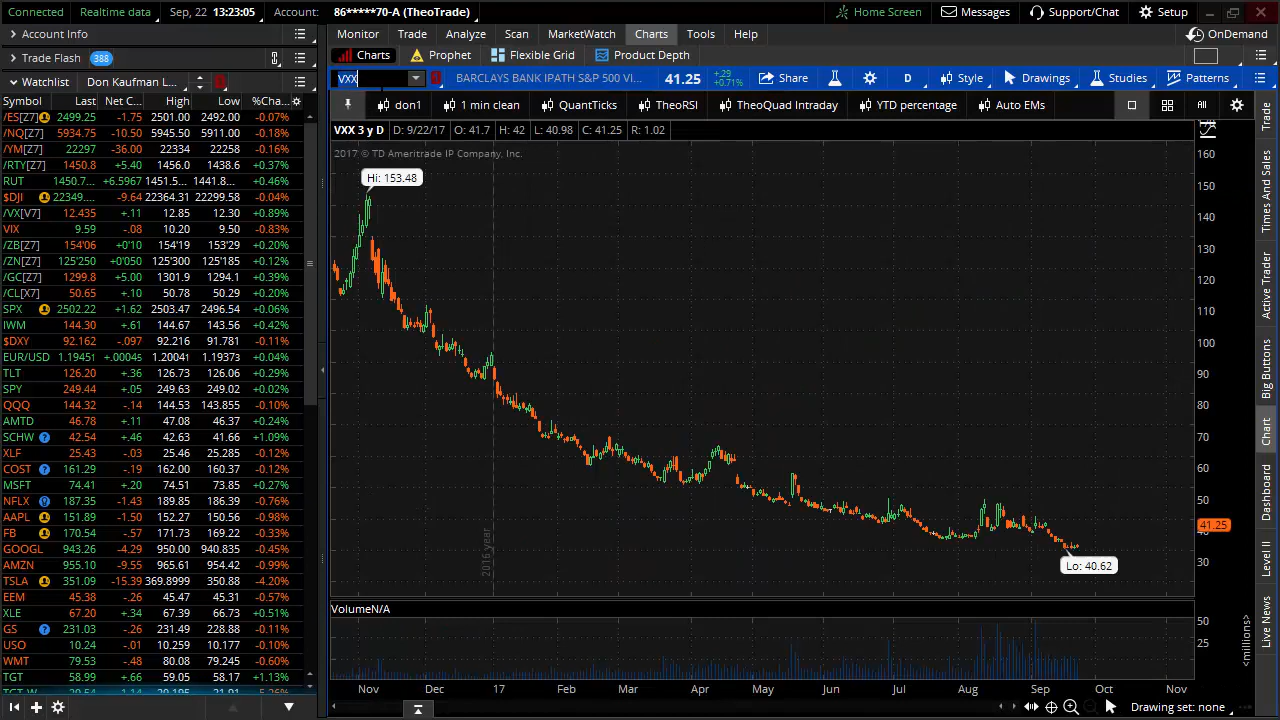 Connected Realtime data Sep, 22 13:23:05 Account: 86*****70-A (TheoTrade) Home Screen Messages Support/Chat Setup
Account Info
Trade Flash 388
Watchlist Don Kaufman L...
Symbol Last Net C... High Low %Cha...
/ES[Z7] 2499.25 -1.75 2501.00 2492.00 -0.07%
/NQ[Z7] 5934.75 -10.50 5945.50 5911.00 -0.18%
/YM[Z7] 22297 -36.00 22334 22258 -0.16%
/RTY[Z7] 1450.8 +5.40 1456.0 1438.6 +0.37%
RUT 1450.7... +6.5967 1451.5... 1441.8... +0.46%
$DJI 22349.... -9.64 22364.31 22299.58 -0.04%
/VX[V7] 12.435 +.11 12.85 12.30 +0.89%
VIX 9.59 -.08 10.20 9.50 -0.83%
/ZB[Z7] 154'06 +0'10 154'19 153'29 +0.20%
/ZN[Z7] 125'250 +0'050 125'300 125'185 +0.12%
/GC[Z7] 1299.8 +5.00 1301.9 1294.1 +0.39%
/CL[X7] 50.65 +.10 50.78 50.29 +0.20%
SPX 2502.22 +1.62 2503.47 2496.54 +0.06%
IWM 144.30 +.61 144.67 143.56 +0.42%
$DXY 92.162 -.097 92.216 91.781 -0.11%
EUR/USD 1.19451 +.00045 1.20041 1.19373 +0.04%
TLT 126.20 +.36 126.73 126.06 +0.29%
SPY 249.44 +.05 249.63 249.02 +0.02%
QQQ 144.32 -.14 144.53 143.855 -0.10%
AMTD 46.78 +.11 47.08 46.37 +0.24%
SCHW 42.54 +.46 42.63 41.66 +1.09%
XLF 25.43 -.03 25.46 25.285 -0.12%
COST 161.29 -.19 162.00 160.37 -0.12%
MSFT 74.41 +.20 74.51 73.85 +0.27%
NFLX 187.35 -1.43 189.85 186.39 -0.76%
AAPL 151.89 -1.50 152.27 150.56 -0.98%
FB 170.54 -.57 171.73 169.22 -0.33%
GOOGL 943.26 -4.29 950.00 940.835 -0.45%
AMZN 955.10 -9.55 965.61 954.42 -0.99%
TSLA 351.09 -15.39 369.8999 350.88 -4.20%
EEM 45.38 -.26 45.47 45.31 -0.57%
XLE 67.20 +.34 67.39 66.73 +0.51%
GS 231.03 -.26 231.49 228.88 -0.11%
USO 10.24 -.01 10.259 10.177 -0.10%
WMT 79.53 -.48 80.08 79.245 -0.60%
TGT 58.99 +.66 59.05 58.17 +1.13%
Monitor Trade Analyze Scan MarketWatch Charts Tools Help OnDemand
Charts Prophet Flexible Grid Product Depth
VXX BARCLAYS BANK IPATH S&P 500 VI... 41.25 +.29 +0.71% Share D Style Drawings Studies Patterns
don1 1 min clean QuantTicks TheoRSI TheoQuad Intraday YTD percentage Auto EMs All
VXX 3 y D D: 9/22/17 O: 41.7 H: 42 L: 40.98 C: 41.25 R: 1.02
2017 © TD Ameritrade IP Company, Inc.
Hi: 153.48
Lo: 40.62
160
150
140
130
120
110
100
90
80
70
60
50
41.25
40
30
2016 year
VolumeN/A
50
25
<millions>
Nov Dec 17 Feb Mar Apr May Jun Jul Aug Sep Oct Nov
Drawing set: none
Trade
Times And Sales
Active Trader
Big Buttons
Chart
Dashboard
Level II
Live News